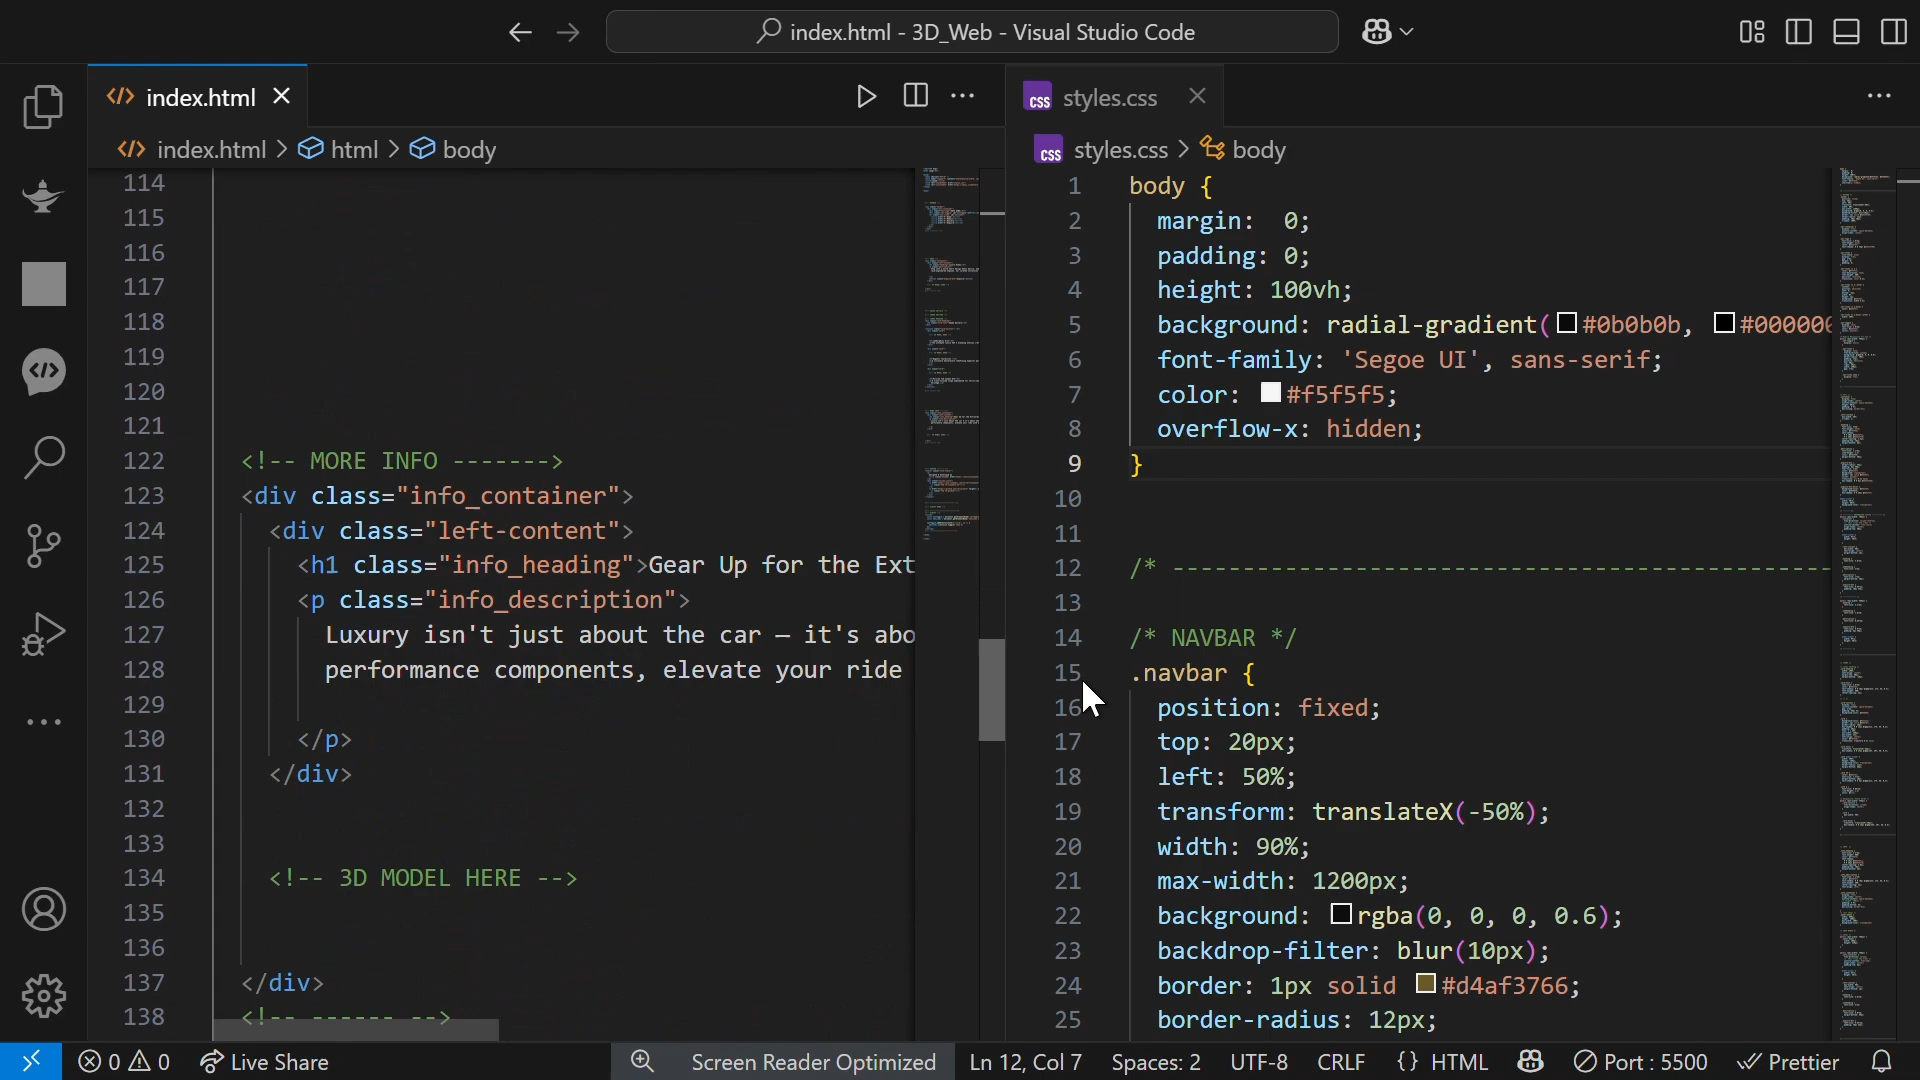 index.html - 3D_Web - Visual Studio Code
index.html
index.html > html > body
114
115
116
117
118
119
120
121
122 <!-- MORE INFO ------->
123 <div class="info_container">
124 <div class="left-content">
125 <h1 class="info_heading">Gear Up for the Ext
126 <p class="info_description">
127 Luxury isn't just about the car — it's abo
128 performance components, elevate your ride
129
130 </p>
131 </div>
132
133
134 <!-- 3D MODEL HERE -->
135
136
137 </div>
138 <!-- ------ -->
css styles.css
css styles.css > body
1 body {
2 margin: 0;
3 padding: 0;
4 height: 100vh;
5 background: radial-gradient(#0b0b0b, #000000
6 font-family: 'Segoe UI', sans-serif;
7 color: #f5f5f5;
8 overflow-x: hidden;
9 }
10
11
12 /* -----------------------------------------------
13
14 /* NAVBAR */
15 .navbar {
16 position: fixed;
17 top: 20px;
18 left: 50%;
19 transform: translateX(-50%);
20 width: 90%;
21 max-width: 1200px;
22 background: rgba(0, 0, 0, 0.6);
23 backdrop-filter: blur(10px);
24 border: 1px solid #d4af3766;
25 border-radius: 12px;
0 0 Live Share Screen Reader Optimized Ln 12, Col 7 Spaces: 2 UTF-8 CRLF {} HTML Port : 5500 Prettier